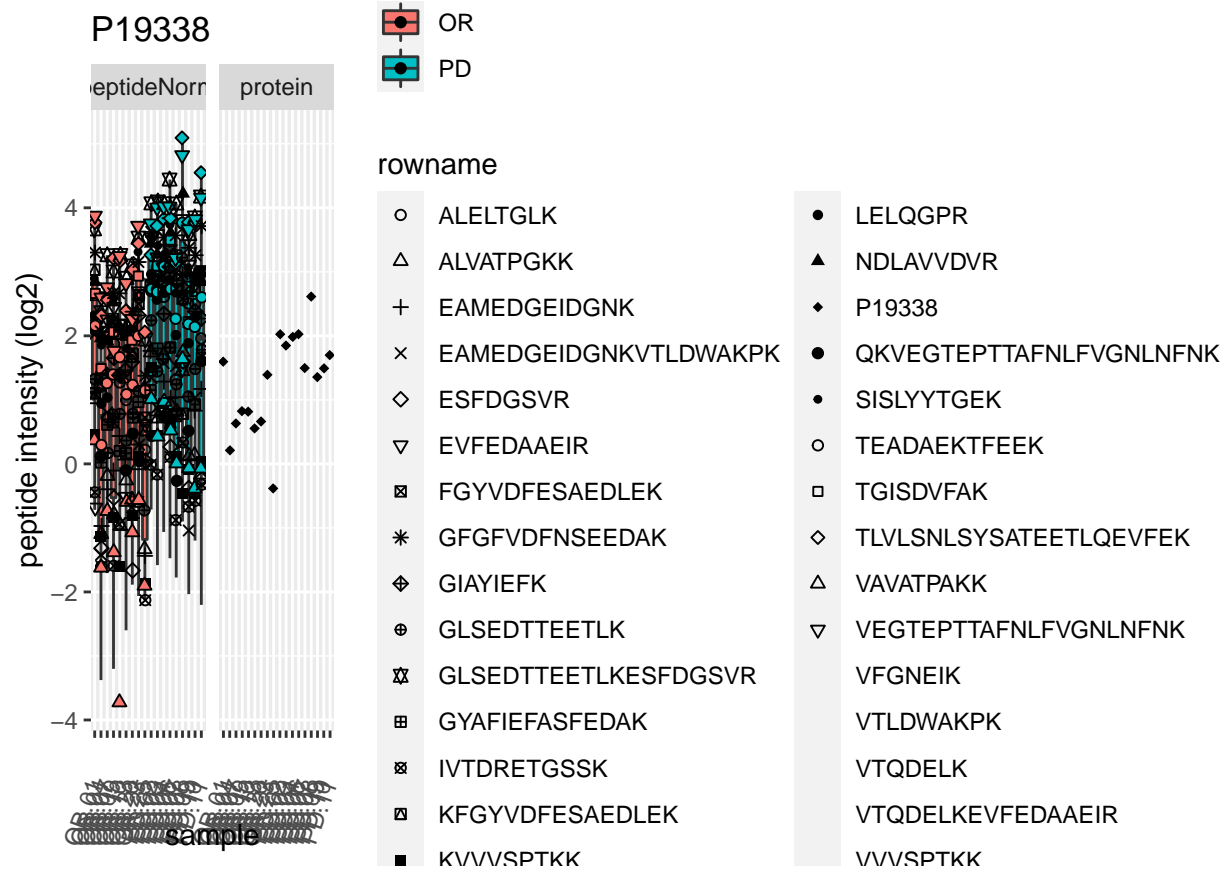 P19338
OR
PD
eptideNorn
protein
rowname
ALELTGLK
ALVATPGKK
EAMEDGEIDGNK
EAMEDGEIDGNKVTLDWAKPK
ESFDGSVR
EVFEDAAEIR
FGYVDFESAEDLEK
GFGFVDFNSEEDAK
GIAYIEFK
GLSEDTTEETLK
GLSEDTTEETLKESFDGSVR
GYAFIEFASFEDAK
IVTDRETGSSK
KFGYVDFESAEDLEK
KVVVSPTKK
LELQGPR
NDLAVVDVR
P19338
QKVEGTEPTTAFNLFVGNLNFNK
SISLYYTGEK
TEADAEKTFEEK
TGISDVFAK
TLVLSNLSYSATEETLQEVFEK
VAVATPAKK
VEGTEPTTAFNLFVGNLNFNK
VFGNEIK
VTLDWAKPK
VTQDELK
VTQDELKEVFEDAAEIR
VVVSPTKK
peptide intensity (log2)
4
2
0
−2
−4
sample